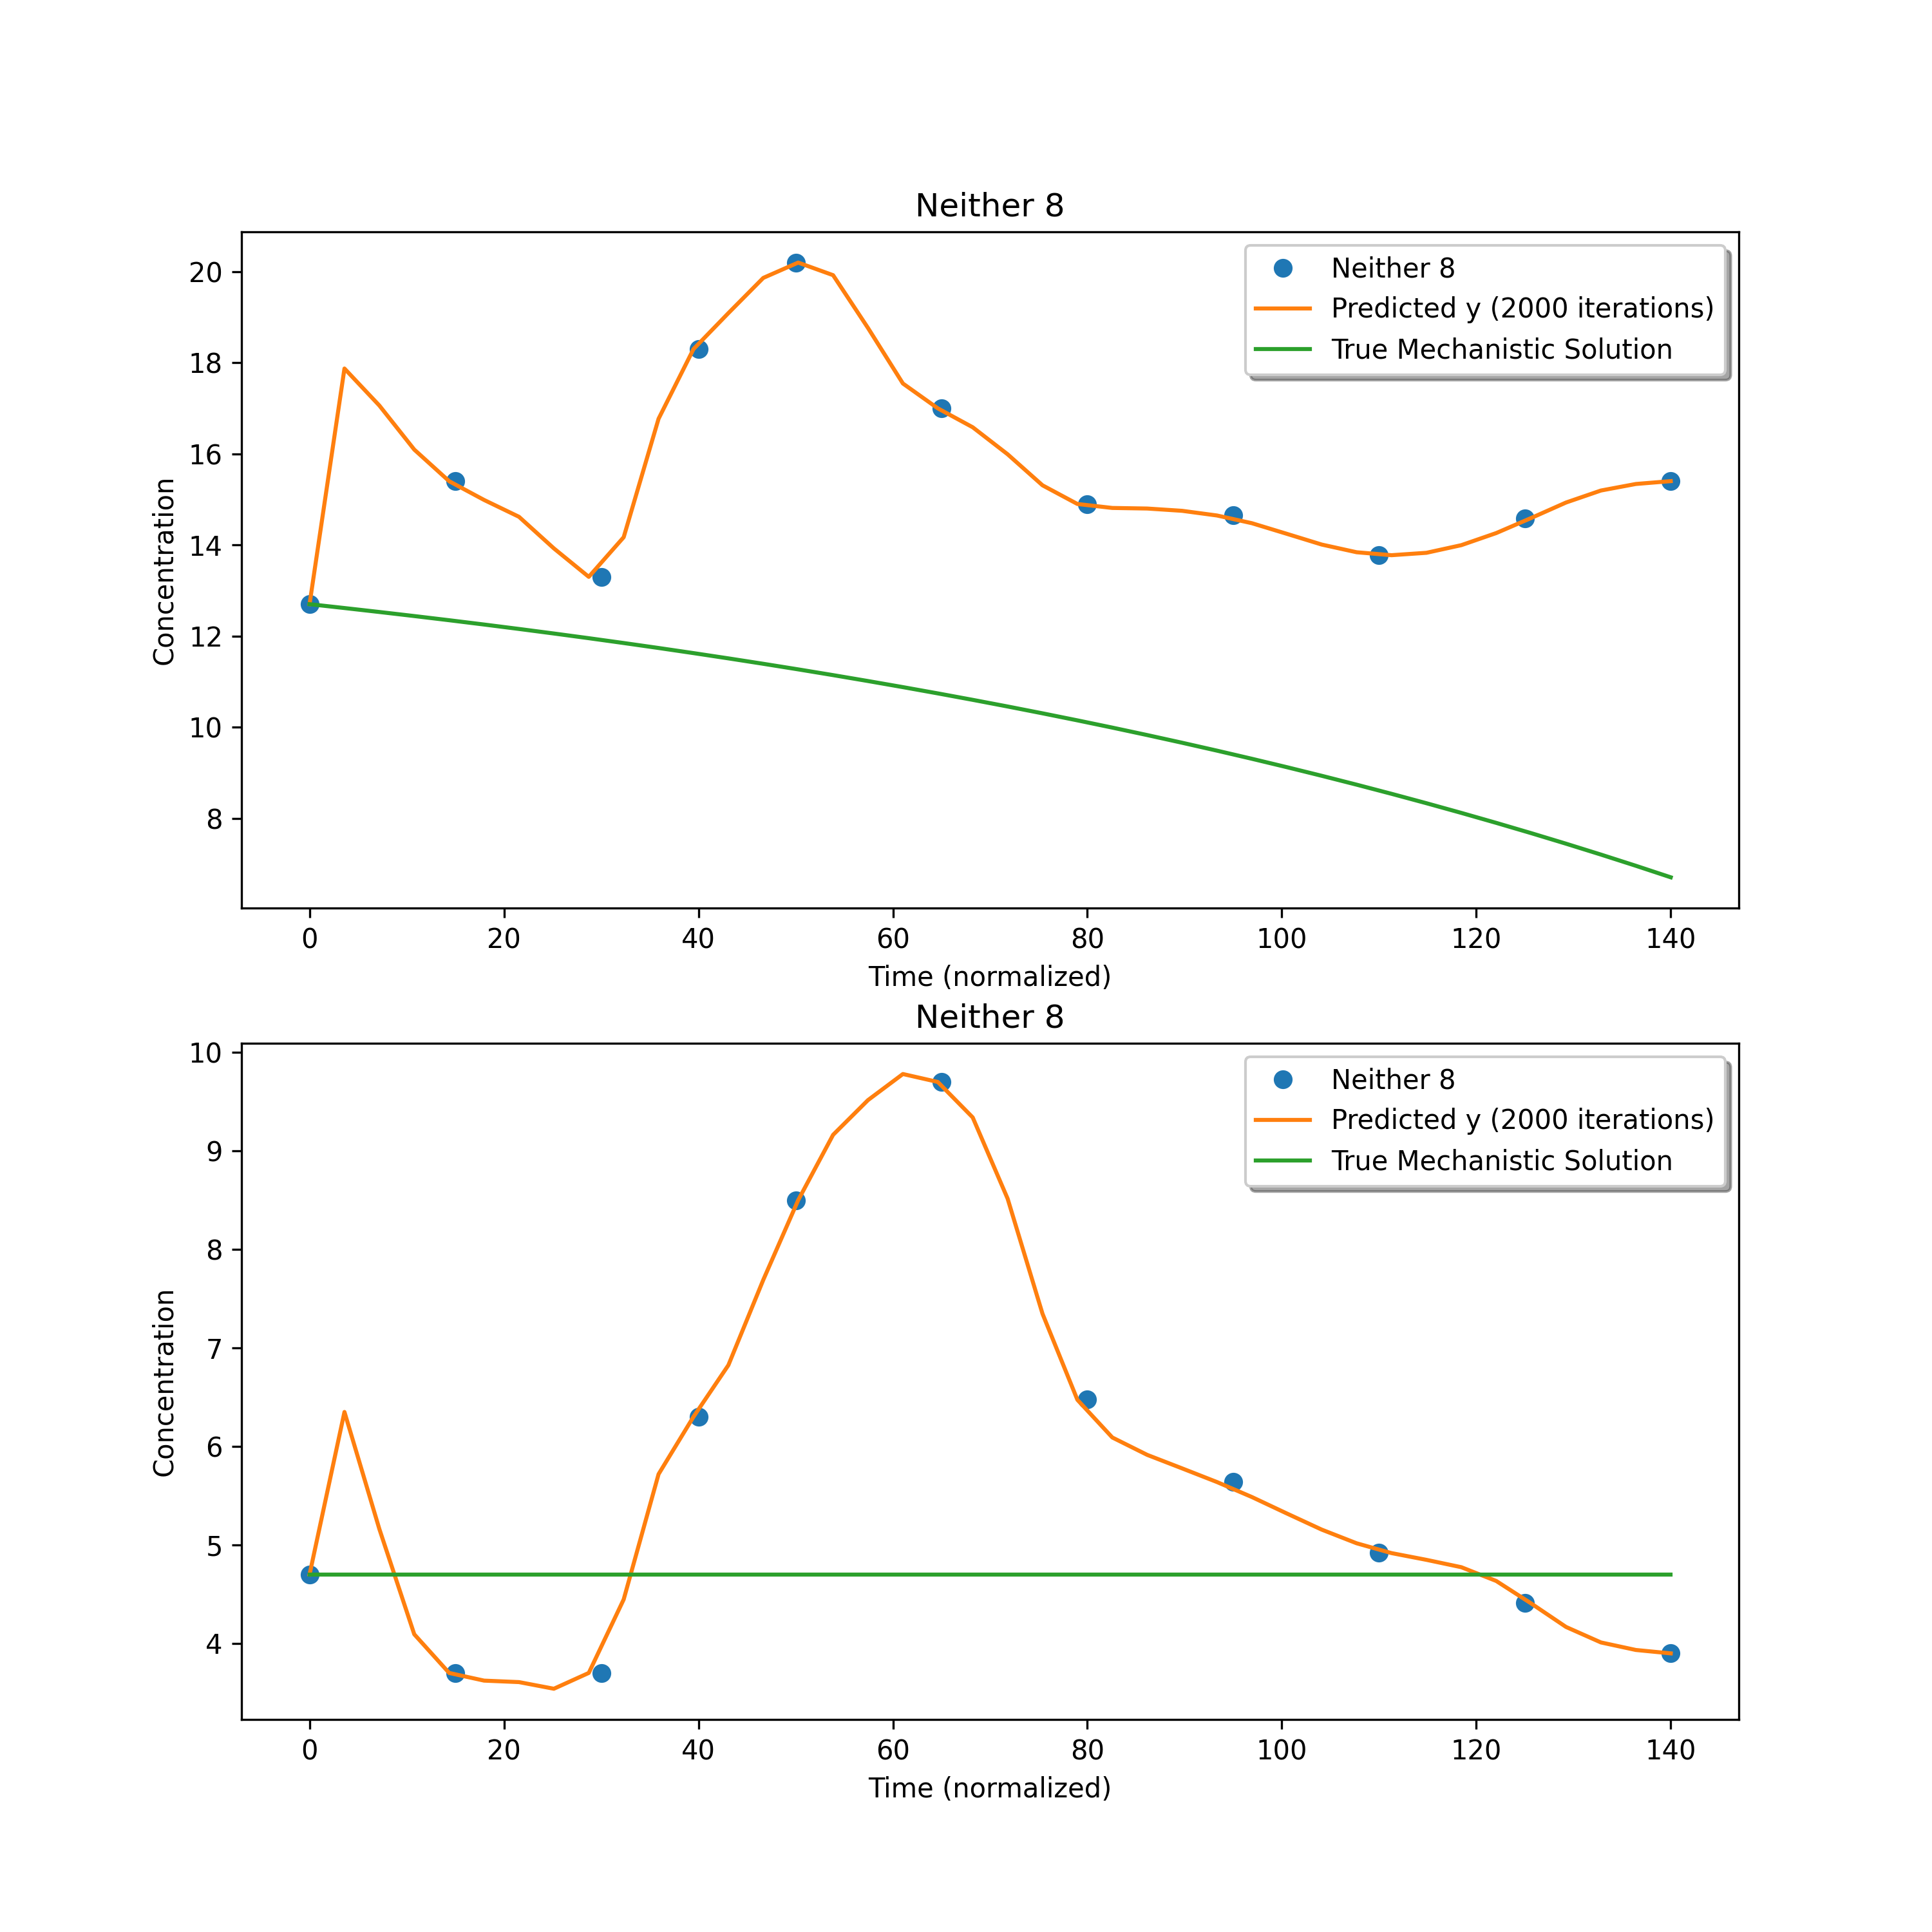 Neither 8
Neither 8
Predicted y (2000 iterations)
True Mechanistic Solution
Concentration
20
18
16
14
12
10
8
0 20 40 60 80 100 120 140
Time (normalized)
Neither 8
Neither 8
Predicted y (2000 iterations)
True Mechanistic Solution
Concentration
10
9
8
7
6
5
4
0 20 40 60 80 100 120 140
Time (normalized)